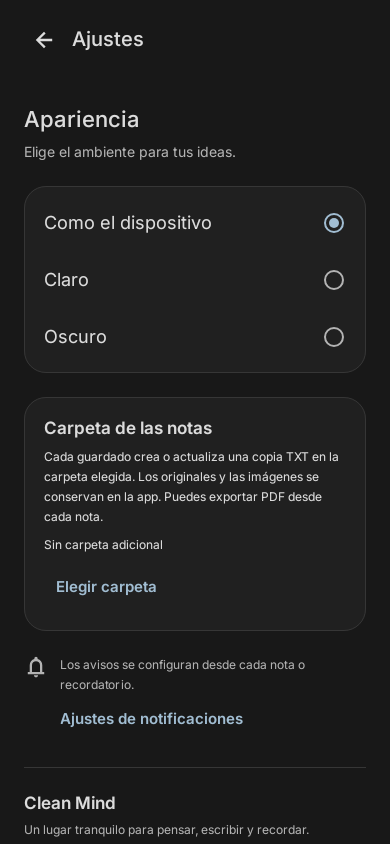 Ajustes
Apariencia
Elige el ambiente para tus ideas.
Como el dispositivo
Claro
Oscuro
Carpeta de las notas
Cada guardado crea o actualiza una copia TXT en la
carpeta elegida. Los originales y las imágenes se
conservan en la app. Puedes exportar PDF desde
cada nota.
Sin carpeta adicional
Elegir carpeta
Los avisos se configuran desde cada nota o
recordatorio.
Ajustes de notificaciones
Clean Mind
Un lugar tranquilo para pensar, escribir y recordar.